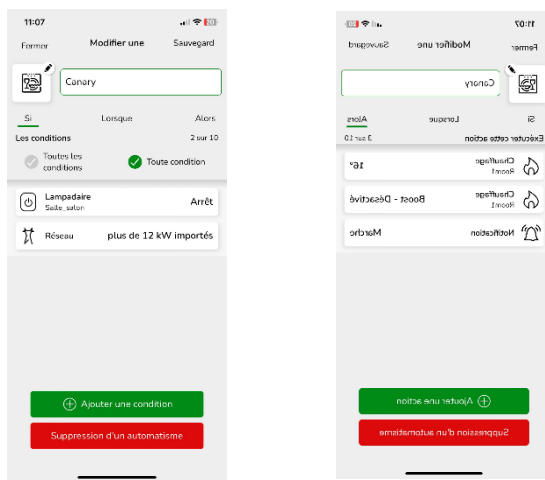 11:07
Fermer Modifier une Sauvegard
Canary
Si Lorsque Alors
Les conditions 2 sur 10
Toutes les
conditions
Toute condition
Lampadaire
Salle_salon
Arrêt
Réseau plus de 12 kW importés
Ajouter une condition
Suppression d'un automatisme
11:07
Fermer Modifier une Sauvegard
Canary
Si Lorsque Alors
Exécuter cette action 3 sur 10
Chauffage
Room1
16°
Chauffage
Room1
Boost - Désactivé
Notification Marche
Ajouter une action
Suppression d'un automatisme